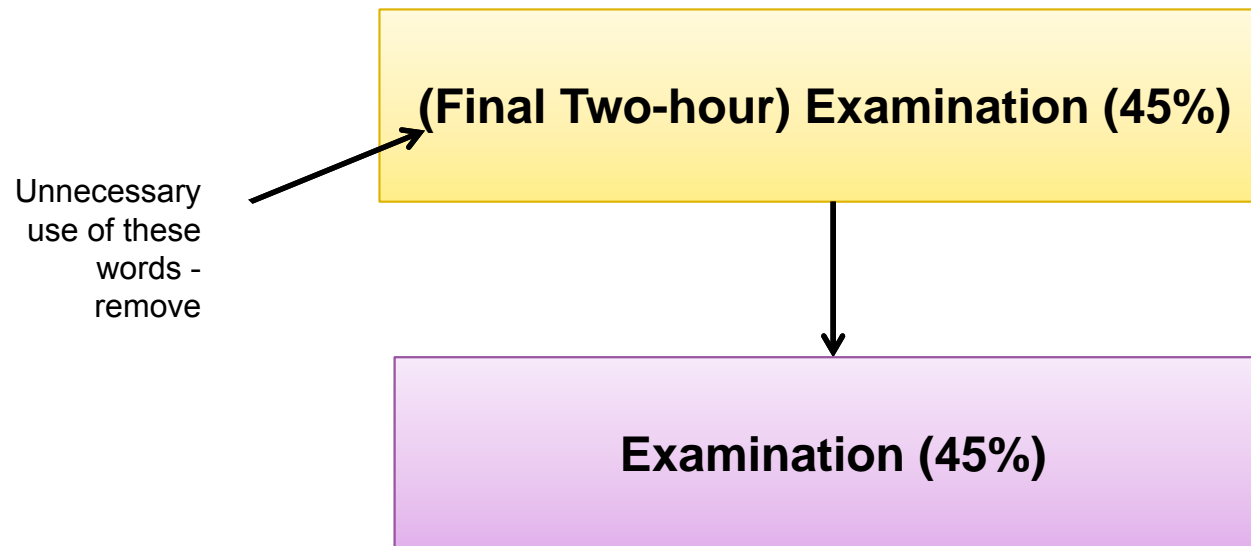 (Final Two-hour) Examination (45%)
Unnecessary
use of these
words -
remove
Examination (45%)